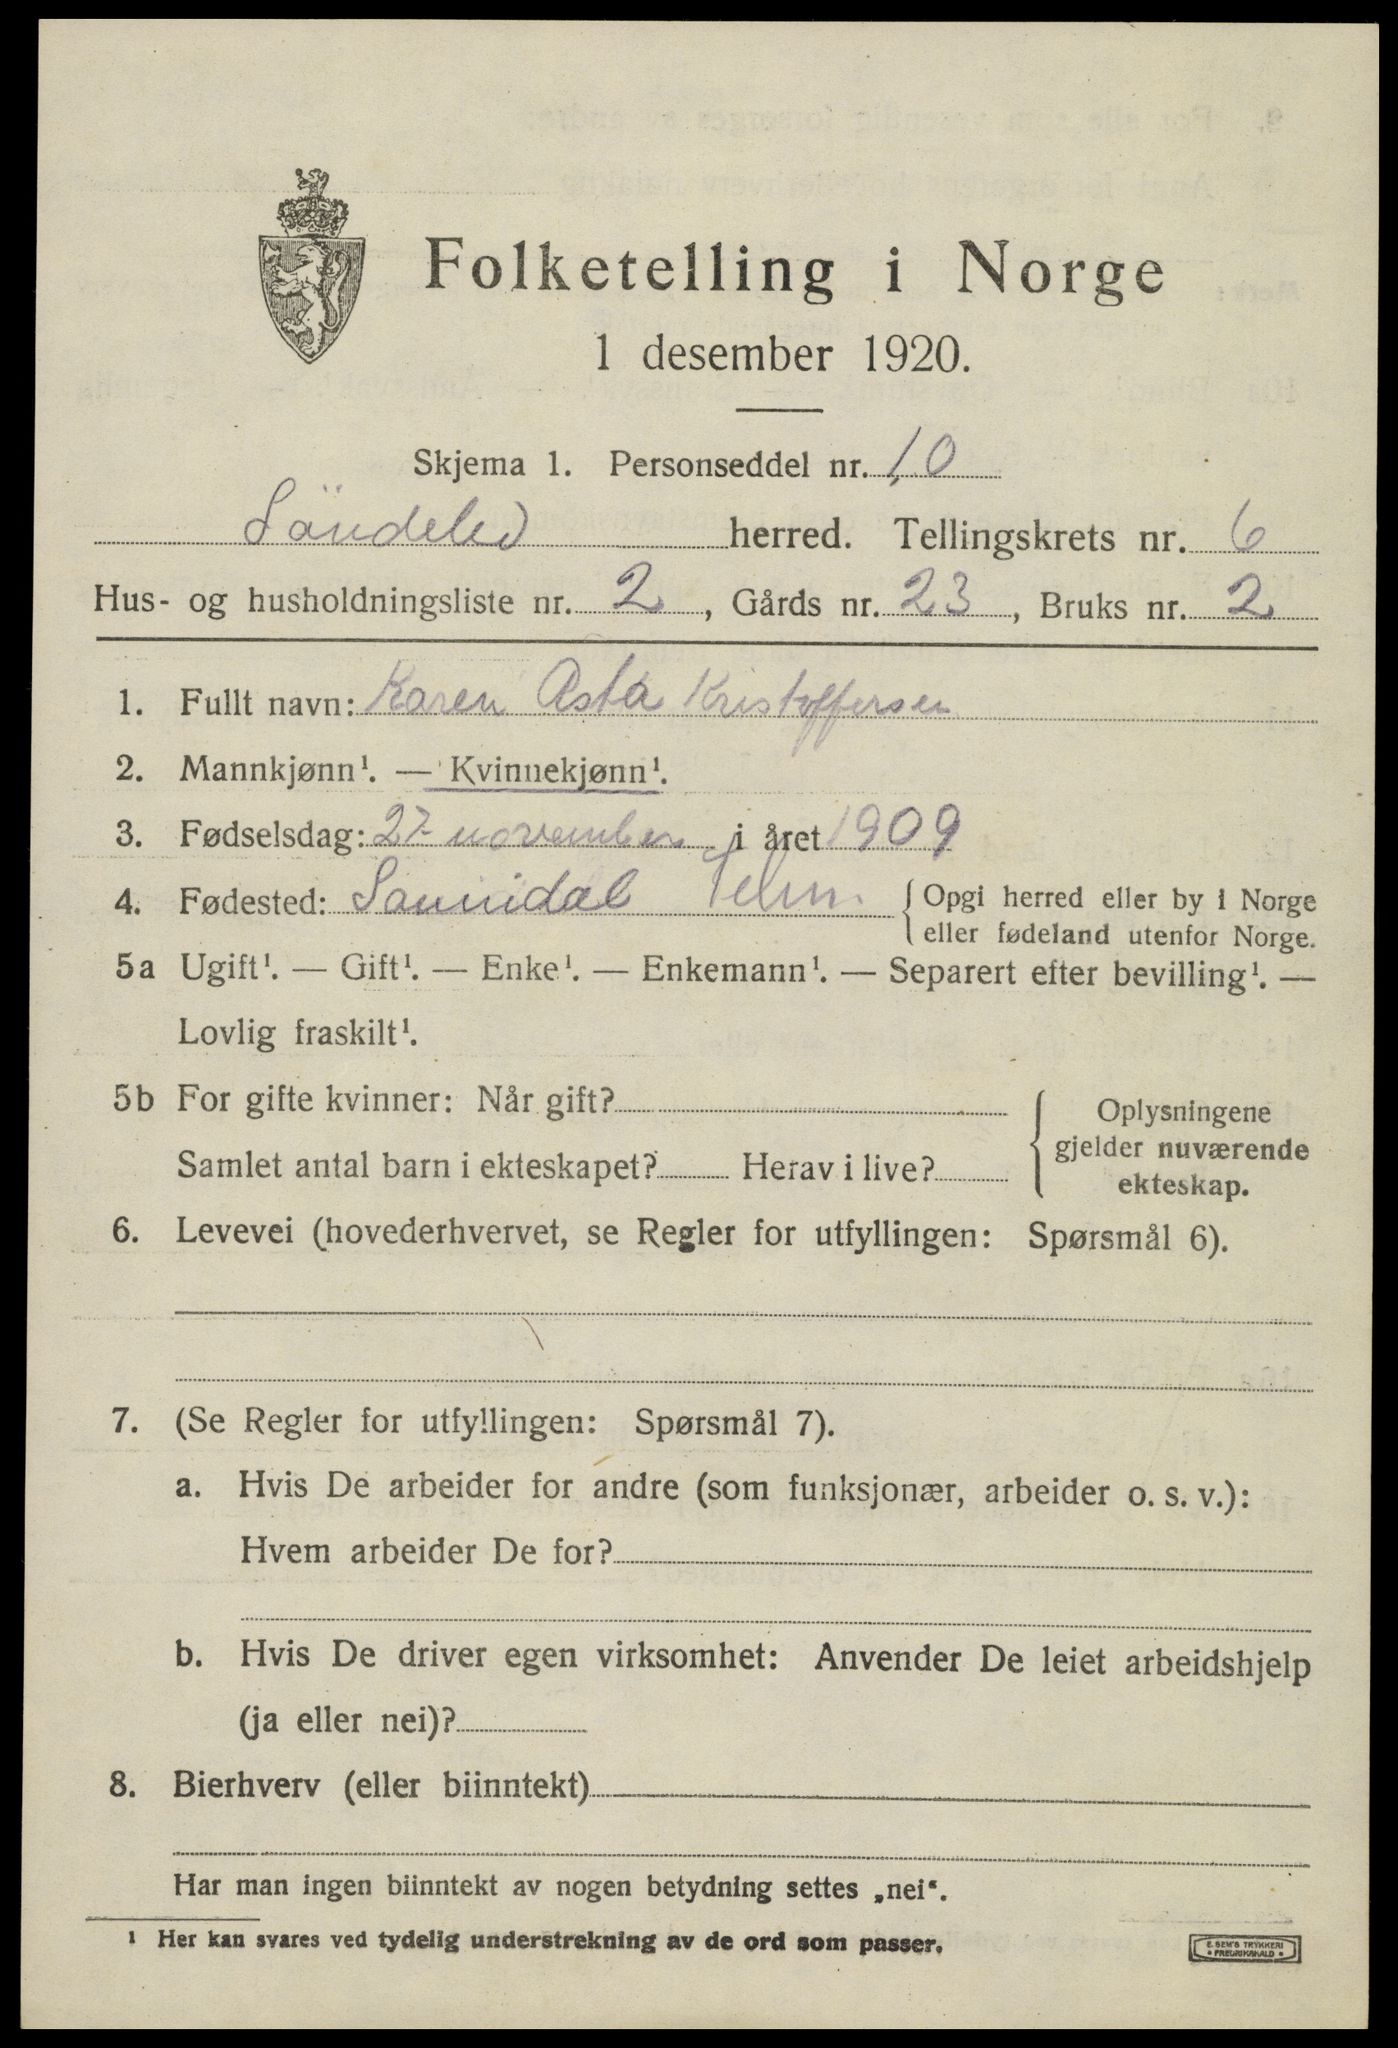 Folketelling i Norge
1 desember 1920.
Skjema 1. Personseddel nr. 10
Söndeled herred. Tellingskrets nr. 6
Hus- og husholdningsliste nr. 2, Gårds nr. 23, Bruks nr. 2
1. Fullt navn: Karen Asta Kristoffersen
2. Mannkjønn¹. — Kvinnekjønn¹.
3. Fødselsdag: 27 november i året 1909
4. Fødested: Sannidal Telm. Opgi herred eller by i Norge
eller fødeland utenfor Norge.
5a Ugift¹. — Gift¹. — Enke¹. — Enkemann¹. — Separert efter bevilling¹. —
Lovlig fraskilt¹.
5b For gifte kvinner: Når gift?
Samlet antal barn i ekteskapet? Herav i live?
Oplysningene
gjelder nuværende
ekteskap.
6. Levevei (hovederhvervet, se Regler for utfyllingen: Spørsmål 6).
7. (Se Regler for utfyllingen: Spørsmål 7).
a. Hvis De arbeider for andre (som funksjonær, arbeider o. s. v.):
Hvem arbeider De for?
b. Hvis De driver egen virksomhet: Anvender De leiet arbeidshjelp
(ja eller nei)?
8. Bierhverv (eller biinntekt)
Har man ingen biinntekt av nogen betydning settes „nei“.
¹ Her kan svares ved tydelig understrekning av de ord som passer.
E. SEM'S TRYKKERI
FREDRIKSHALD